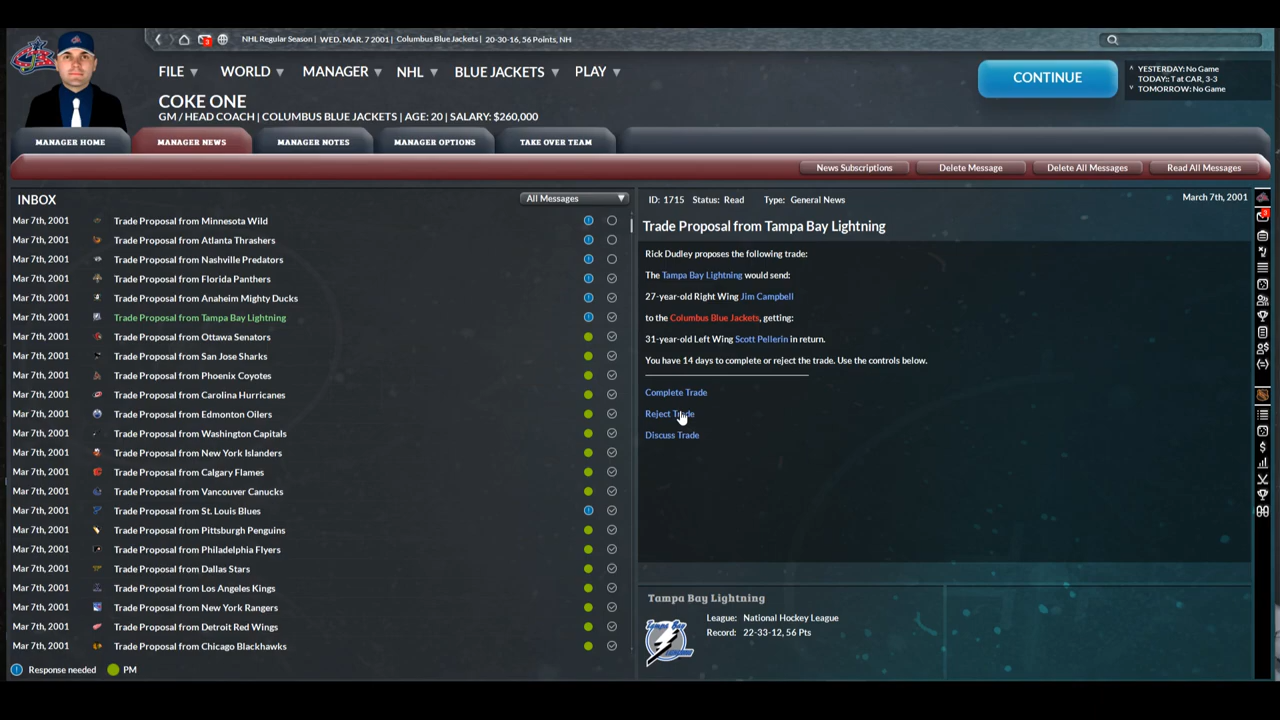 NHL Regular Season | WED. MAR. 7 2001 | Columbus Blue Jackets | 20-30-16, 56 Points, NH
FILE WORLD MANAGER NHL BLUE JACKETS PLAY
CONTINUE
YESTERDAY: No Game
TODAY:: T at CAR, 3-3
TOMORROW: No Game
COKE ONE
GM / HEAD COACH | COLUMBUS BLUE JACKETS | AGE: 20 | SALARY: $260,000
MANAGER HOME MANAGER NEWS MANAGER NOTES MANAGER OPTIONS TAKE OVER TEAM
News Subscriptions Delete Message Delete All Messages Read All Messages
INBOX
All Messages
Mar 7th, 2001 Trade Proposal from Minnesota Wild
Mar 7th, 2001 Trade Proposal from Atlanta Thrashers
Mar 7th, 2001 Trade Proposal from Nashville Predators
Mar 7th, 2001 Trade Proposal from Florida Panthers
Mar 7th, 2001 Trade Proposal from Anaheim Mighty Ducks
Mar 7th, 2001 Trade Proposal from Tampa Bay Lightning
Mar 7th, 2001 Trade Proposal from Ottawa Senators
Mar 7th, 2001 Trade Proposal from San Jose Sharks
Mar 7th, 2001 Trade Proposal from Phoenix Coyotes
Mar 7th, 2001 Trade Proposal from Carolina Hurricanes
Mar 7th, 2001 Trade Proposal from Edmonton Oilers
Mar 7th, 2001 Trade Proposal from Washington Capitals
Mar 7th, 2001 Trade Proposal from New York Islanders
Mar 7th, 2001 Trade Proposal from Calgary Flames
Mar 7th, 2001 Trade Proposal from Vancouver Canucks
Mar 7th, 2001 Trade Proposal from St. Louis Blues
Mar 7th, 2001 Trade Proposal from Pittsburgh Penguins
Mar 7th, 2001 Trade Proposal from Philadelphia Flyers
Mar 7th, 2001 Trade Proposal from Dallas Stars
Mar 7th, 2001 Trade Proposal from Los Angeles Kings
Mar 7th, 2001 Trade Proposal from New York Rangers
Mar 7th, 2001 Trade Proposal from Detroit Red Wings
Mar 7th, 2001 Trade Proposal from Chicago Blackhawks
Response needed PM
ID: 1715 Status: Read Type: General News March 7th, 2001
Trade Proposal from Tampa Bay Lightning
Rick Dudley proposes the following trade:
The Tampa Bay Lightning would send:
27-year-old Right Wing Jim Campbell
to the Columbus Blue Jackets, getting:
31-year-old Left Wing Scott Pellerin in return.
You have 14 days to complete or reject the trade. Use the controls below.
Complete Trade
Reject Trade
Discuss Trade
Tampa Bay Lightning
League: National Hockey League
Record: 22-33-12, 56 Pts
Tampa Bay
Lightning